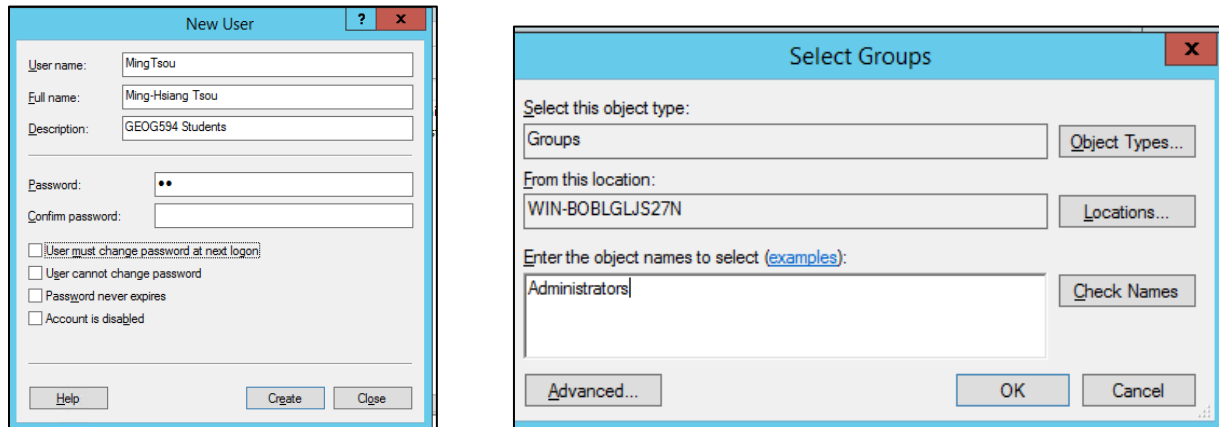 New User
?
x
User name:
MingTsou
Full name:
Ming-Hsiang Tsou
Description:
GEOG594 Students
Password:
●●
Confirm password:
User must change password at next logon
User cannot change password
Password never expires
Account is disabled
Help
Create
Close
Select Groups
x
Select this object type:
Groups
Object Types...
From this location:
WIN-BOBLGLJS27N
Locations...
Enter the object names to select (examples):
Administrators
Check Names
Advanced...
OK
Cancel